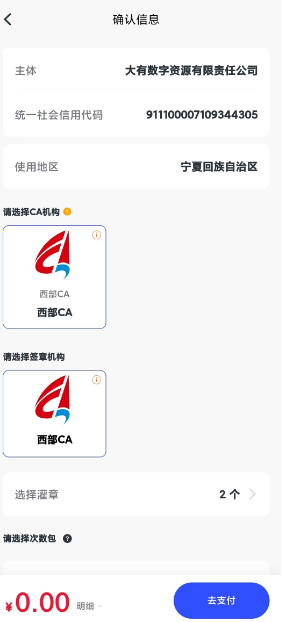 确认信息
主体 大有数字资源有限责任公司
统一社会信用代码 911100007109344305
使用地区 宁夏回族自治区
请选择CA机构 ?
西部CA
西部CA
请选择签章机构
西部CA
选择灌章 2 个
请选择次数包 ?
¥0.00 明细 去支付